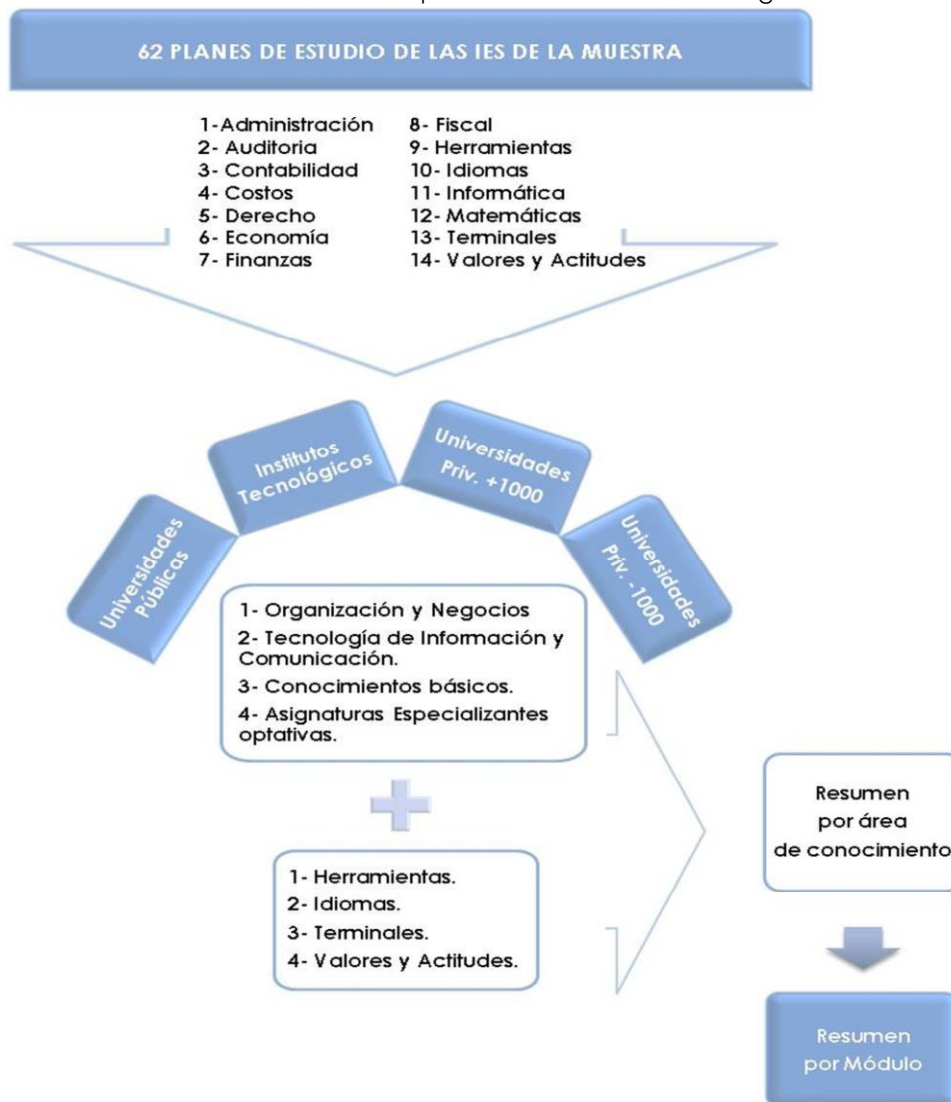 62 PLANES DE ESTUDIO DE LAS IES DE LA MUESTRA
1-Administración
2- Auditoria
3- Contabilidad
4- Costos
5- Derecho
6- Economía
7- Finanzas
8- Fiscal
9- Herramientas
10- Idiomas
11- Informática
12- Matemáticas
13- Terminales
14- Valores y Actitudes
Universidades
Públicas
Institutos
Tecnológicos
Universidades
Priv. +1000
Universidades
Priv. -1000
1- Organización y Negocios
2- Tecnología de Información y
Comunicación.
3- Conocimientos básicos.
4- Asignaturas Especializantes
optativas.
1- Herramientas.
2- Idiomas.
3- Terminales.
4- Valores y Actitudes.
Resumen
por área
de conocimiento
Resumen
por Módulo